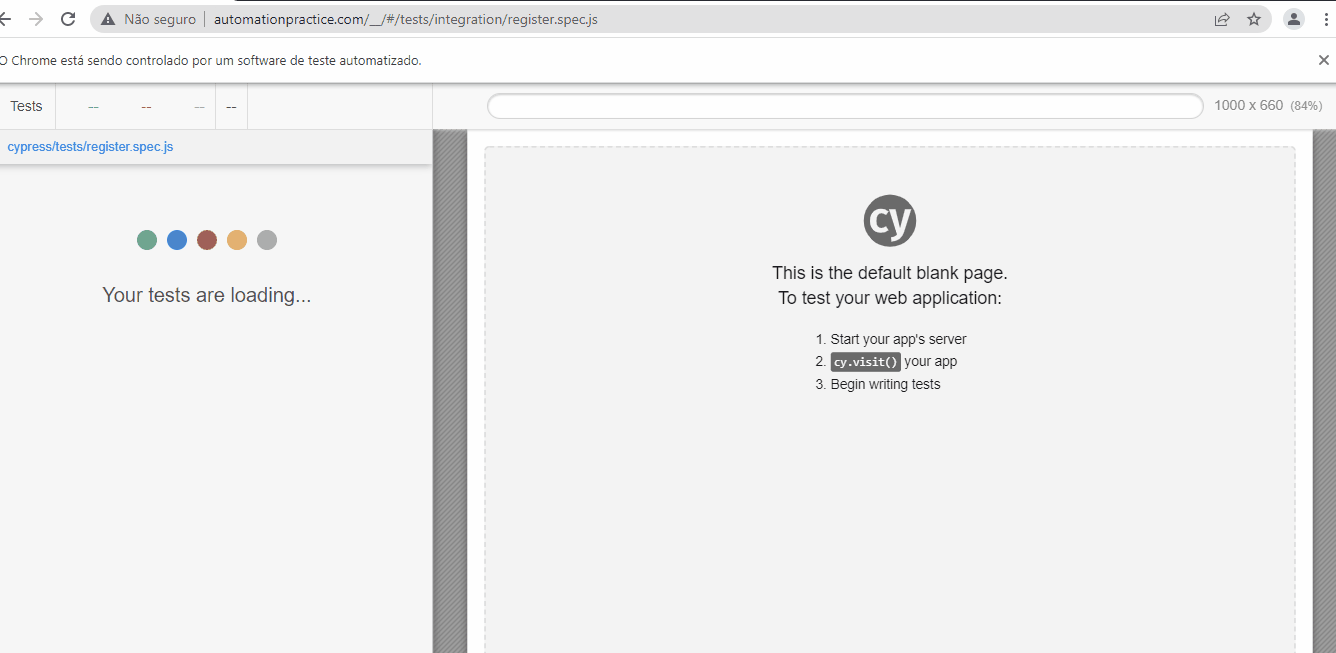 Não seguro
automationpractice.com/__/#/tests/integration/register.spec.js
O Chrome está sendo controlado por um software de teste automatizado.
Tests -- -- -- --
1000 x 660 (84%)
cypress/tests/register.spec.js
Your tests are loading...
cy
This is the default blank page.
To test your web application:
1. Start your app's server
2. cy.visit() your app
3. Begin writing tests